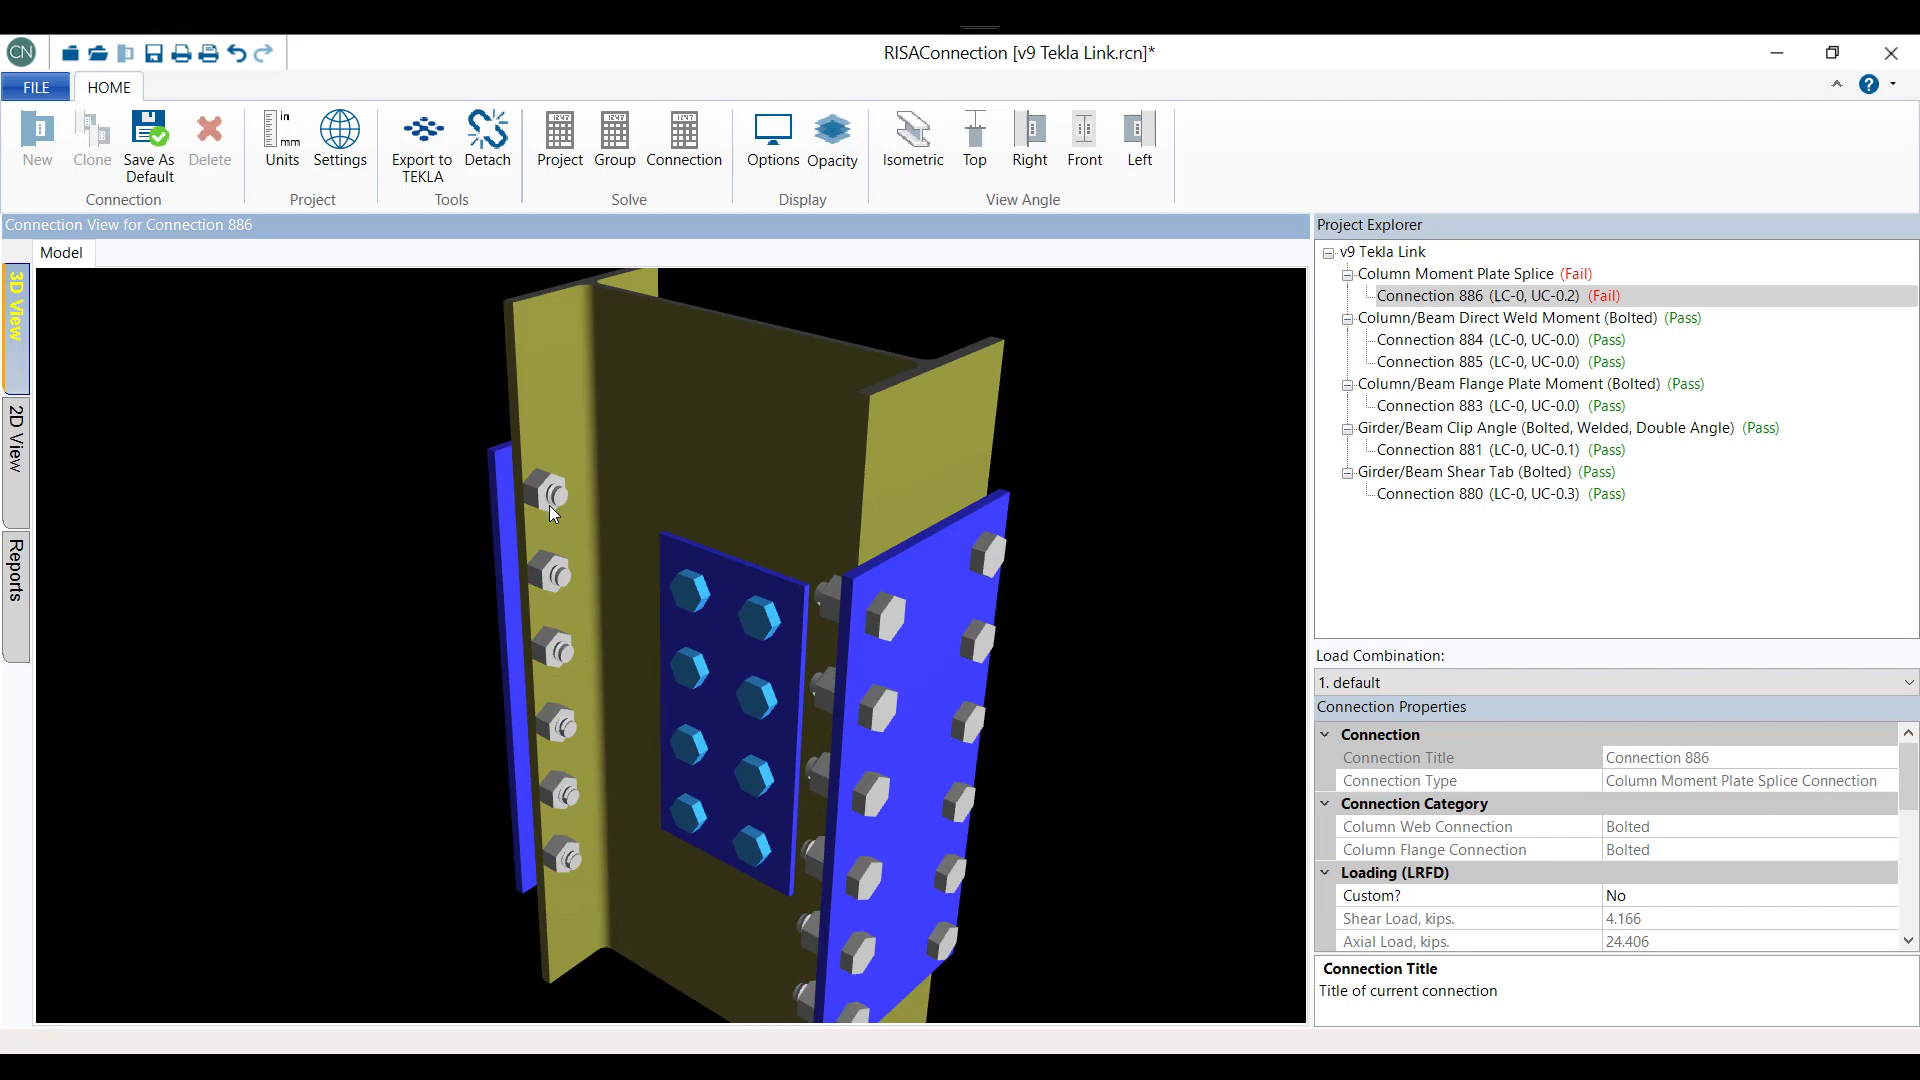 CN
RISAConnection [v9 Tekla Link.rcn]*
FILE
HOME
?
New
Clone
Save As
Default
Delete
Connection
in
mm
Units
Settings
Project
Export to
TEKLA
Detach
Tools
Project
Group
Connection
Solve
Options
Opacity
Display
Isometric
Top
Right
Front
Left
View Angle
Connection View for Connection 886
Model
3D View
2D View
Reports
Project Explorer
v9 Tekla Link
Column Moment Plate Splice (Fail)
Connection 886 (LC-0, UC-0.2) (Fail)
Column/Beam Direct Weld Moment (Bolted) (Pass)
Connection 884 (LC-0, UC-0.0) (Pass)
Connection 885 (LC-0, UC-0.0) (Pass)
Column/Beam Flange Plate Moment (Bolted) (Pass)
Connection 883 (LC-0, UC-0.0) (Pass)
Girder/Beam Clip Angle (Bolted, Welded, Double Angle) (Pass)
Connection 881 (LC-0, UC-0.1) (Pass)
Girder/Beam Shear Tab (Bolted) (Pass)
Connection 880 (LC-0, UC-0.3) (Pass)
Load Combination:
1. default
Connection Properties
Connection
Connection Title Connection 886
Connection Type Column Moment Plate Splice Connection
Connection Category
Column Web Connection Bolted
Column Flange Connection Bolted
Loading (LRFD)
Custom? No
Shear Load, kips. 4.166
Axial Load, kips. 24.406
Connection Title
Title of current connection